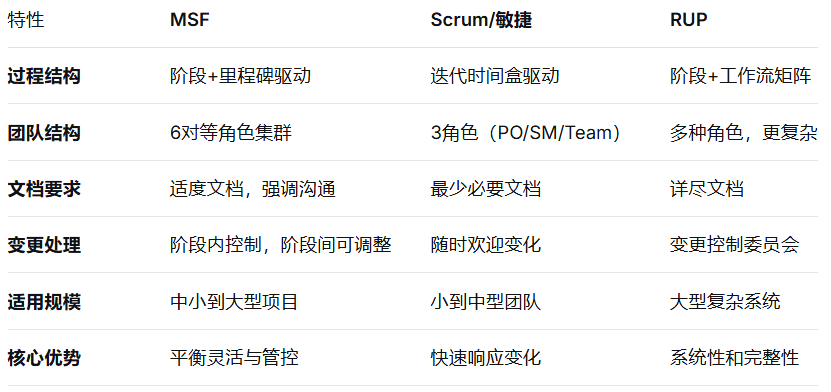 特性 MSF Scrum/敏捷 RUP
过程结构 阶段+里程碑驱动 迭代时间盒驱动 阶段+工作流矩阵
团队结构 6对等角色集群 3角色（PO/SM/Team） 多种角色，更复杂
文档要求 适度文档，强调沟通 最少必要文档 详尽文档
变更处理 阶段内控制，阶段间可调整 随时欢迎变化 变更控制委员会
适用规模 中小到大型项目 小到中型团队 大型复杂系统
核心优势 平衡灵活与管控 快速响应变化 系统性和完整性